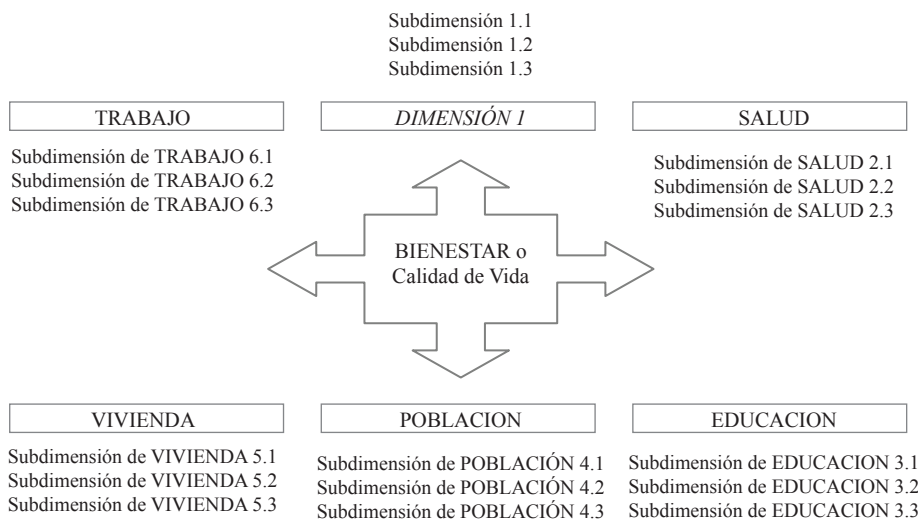 Subdimensión 1.1
Subdimensión 1.2
Subdimensión 1.3
TRABAJO
DIMENSIÓN 1
SALUD
Subdimensión de TRABAJO 6.1
Subdimensión de TRABAJO 6.2
Subdimensión de TRABAJO 6.3
Subdimensión de SALUD 2.1
Subdimensión de SALUD 2.2
Subdimensión de SALUD 2.3
BIENESTAR o
Calidad de Vida
VIVIENDA
POBLACION
EDUCACION
Subdimensión de VIVIENDA 5.1
Subdimensión de VIVIENDA 5.2
Subdimensión de VIVIENDA 5.3
Subdimensión de POBLACIÓN 4.1
Subdimensión de POBLACIÓN 4.2
Subdimensión de POBLACIÓN 4.3
Subdimensión de EDUCACION 3.1
Subdimensión de EDUCACION 3.2
Subdimensión de EDUCACION 3.3